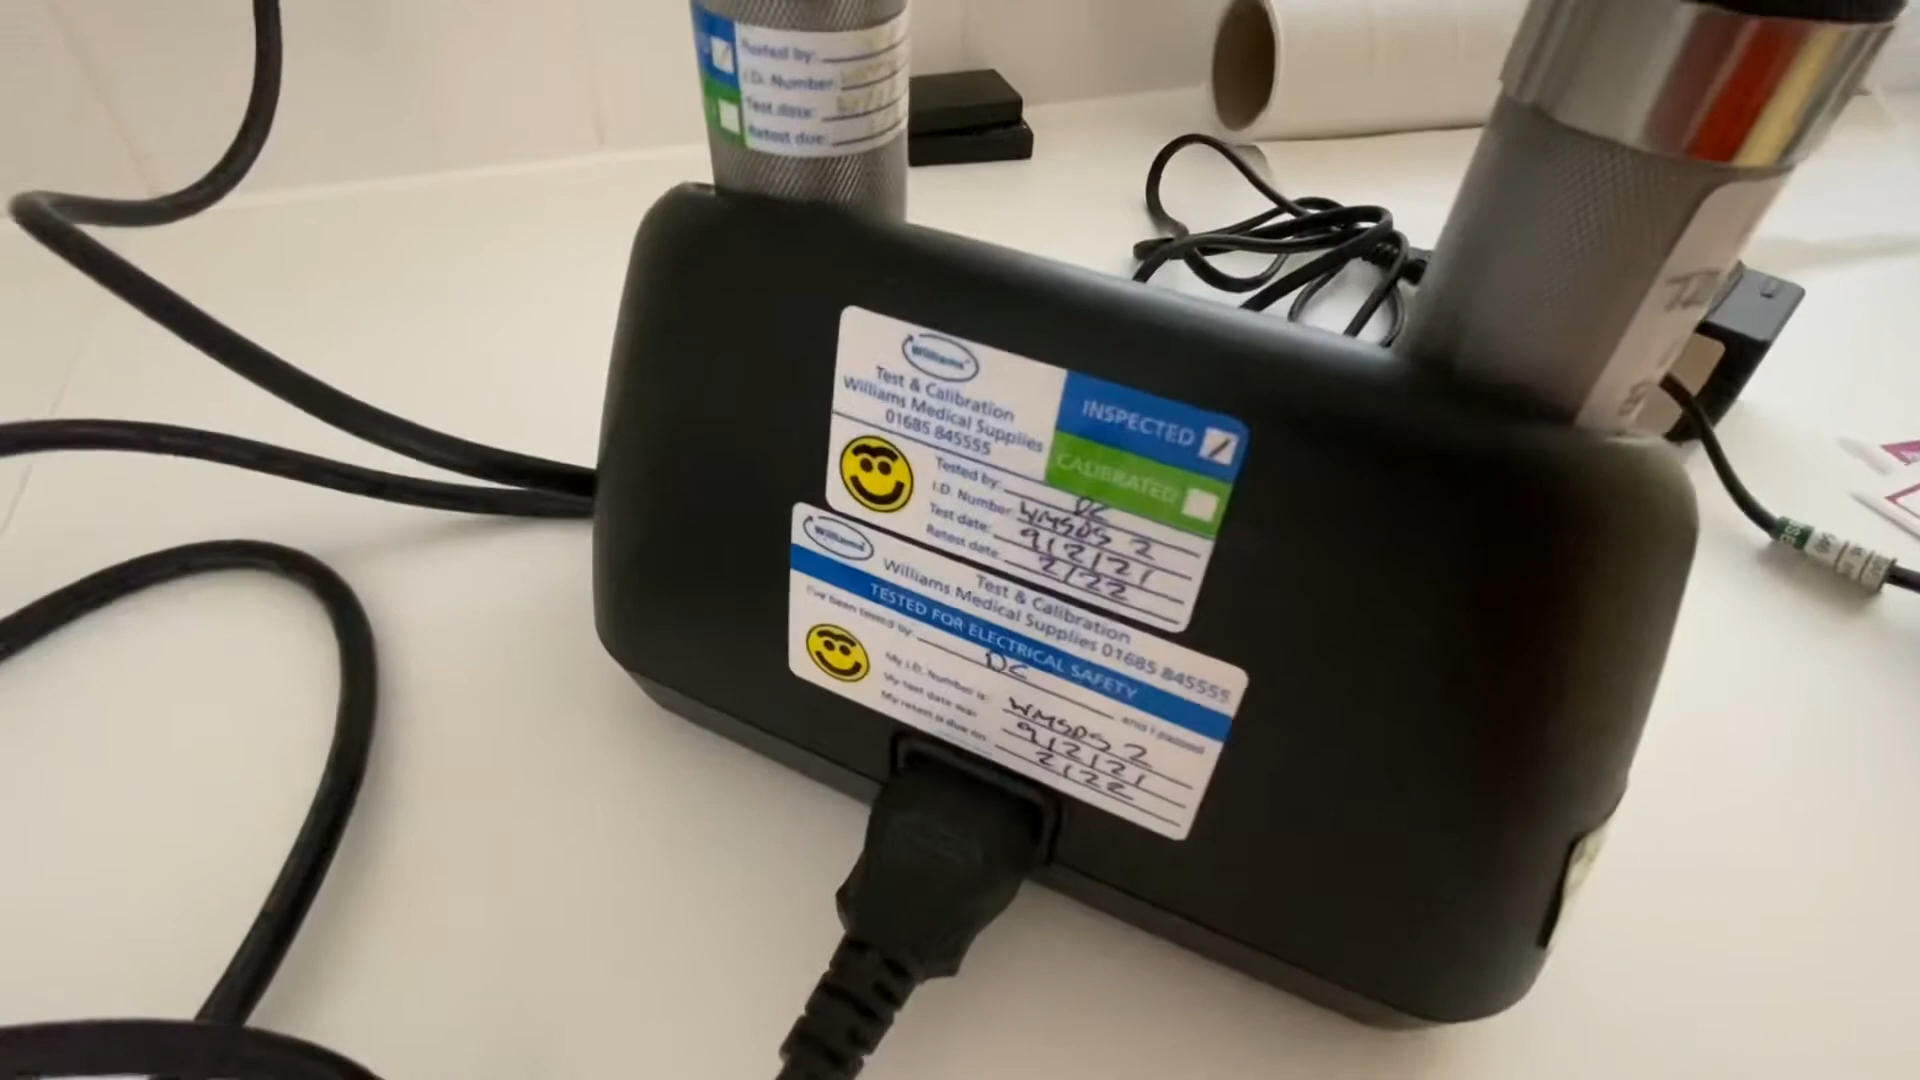 Tested by:
I.D. Number:
Test date:
Retest due:
Williams
Test & Calibration
Williams Medical Supplies
01685 845555
INSPECTED
CALIBRATED
Tested by: DC
I.D. Number: WMSDS 2
Test date: 9/2/21
Retest date: 2/22
Williams
Test & Calibration
Williams Medical Supplies 01685 845555
TESTED FOR ELECTRICAL SAFETY
I've been tested by: DC and I passed
My I.D. Number is: WMSDS 2
My test date was: 9/2/21
My retest is due on: 2/22